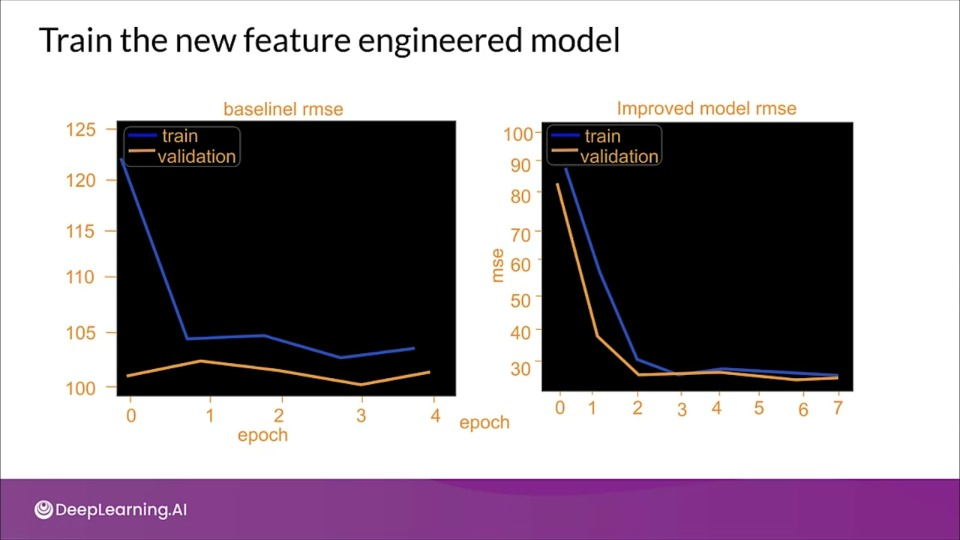 Train the new feature engineered model
baselinel rmse
train
validation
125
120
115
110
105
100
0 1 2 3 4
epoch
Improved model rmse
train
validation
mse
100
90
80
70
60
50
40
30
0 1 2 3 4 5 6 7
epoch
DeepLearning.AI